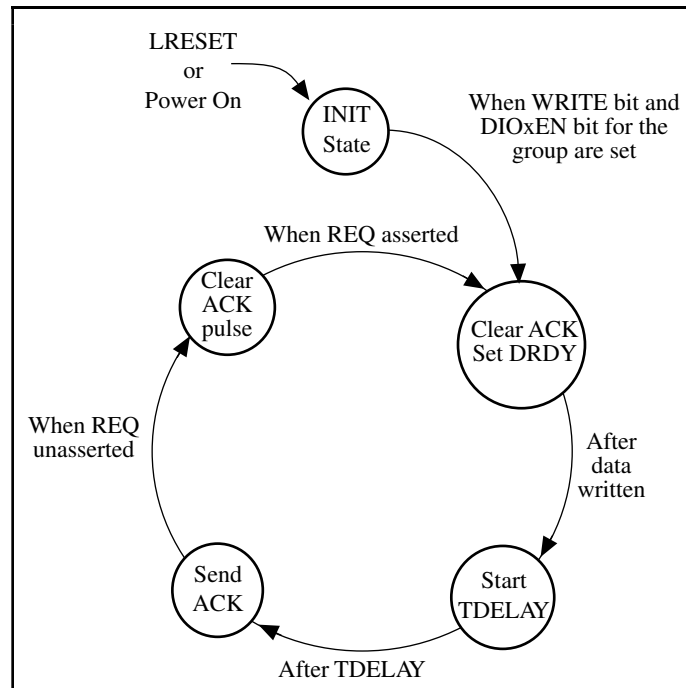 LRESET
or
Power On
INIT
State
When WRITE bit and
DIOxEN bit for the
group are set
When REQ asserted
Clear
ACK
pulse
Clear ACK
Set DRDY
When REQ
unasserted
After
data
written
Send
ACK
Start
TDELAY
After TDELAY